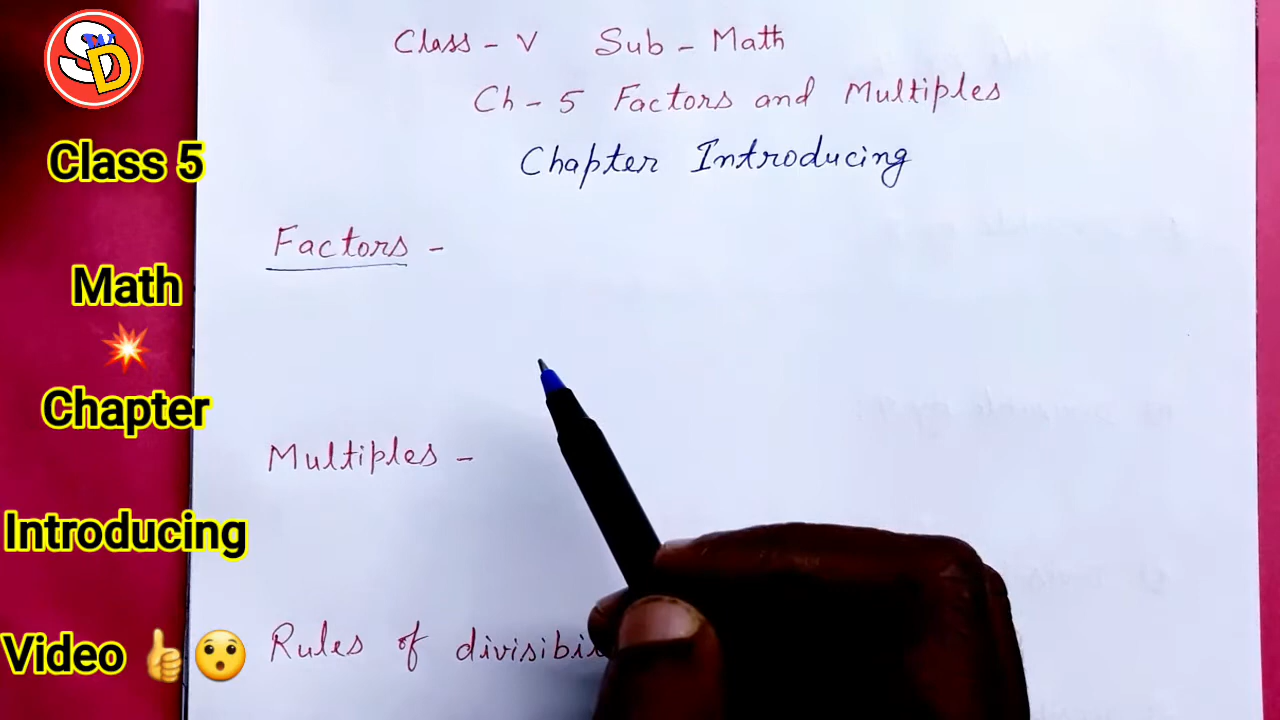 SWD
Class 5
Math
Chapter
Introducing
Video
Class - V Sub - Math
Ch - 5 Factors and Multiples
Chapter Introducing
Factors -
Multiples -
Rules of